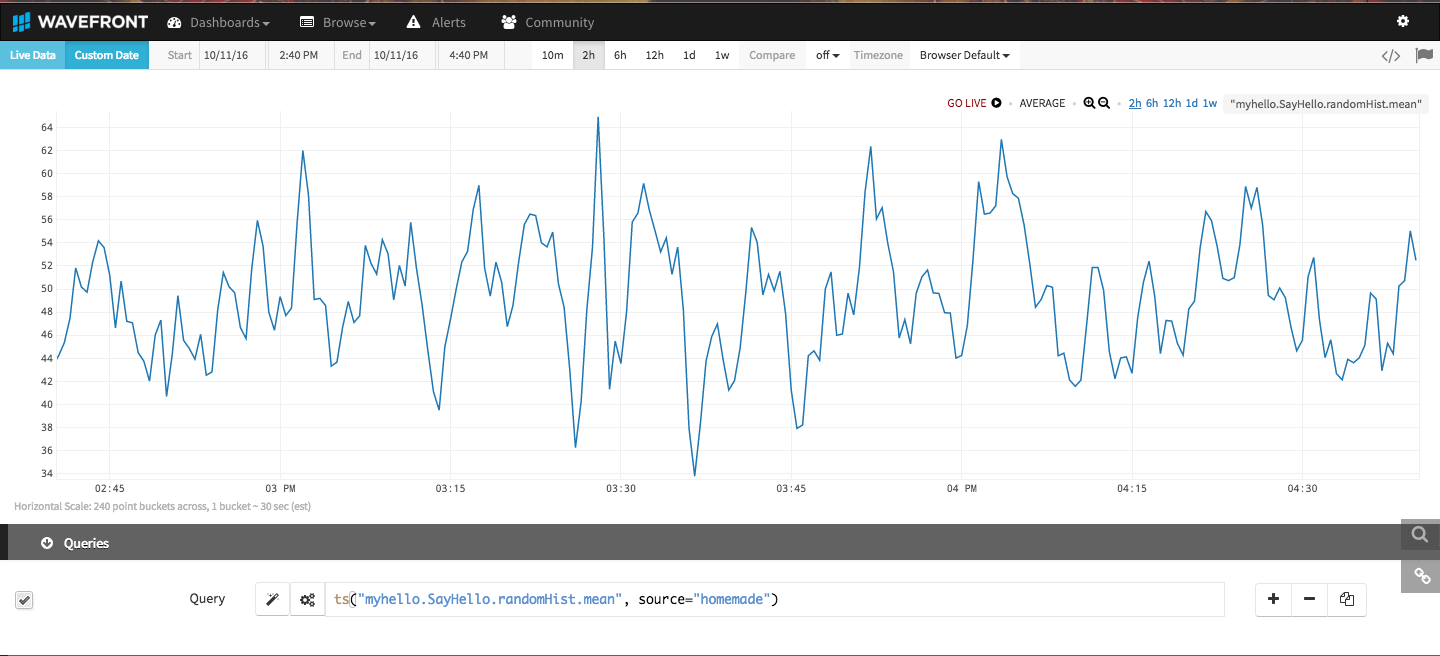 WAVEFRONT Dashboards Browse Alerts Community
Live Data Custom Date Start 10/11/16 2:40 PM End 10/11/16 4:40 PM 10m 2h 6h 12h 1d 1w Compare off Timezone Browser Default </>
GO LIVE • AVERAGE • • 2h 6h 12h 1d 1w "myhello.SayHello.randomHist.mean"
64
62
60
58
56
54
52
50
48
46
44
42
40
38
36
34
02:45 03 PM 03:15 03:30 03:45 04 PM 04:15 04:30
Horizontal Scale: 240 point buckets across, 1 bucket ~ 30 sec (est)
Queries
Query ts("myhello.SayHello.randomHist.mean", source="homemade")